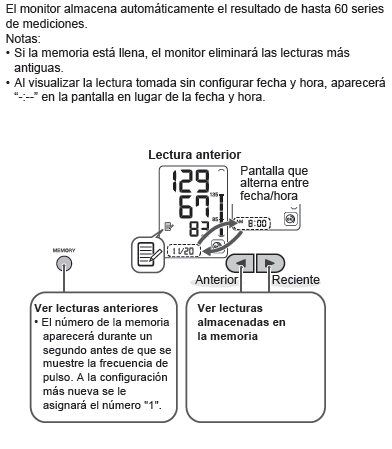 El monitor almacena automáticamente el resultado de hasta 60 series
de mediciones.
Notas:
• Si la memoria está llena, el monitor eliminará las lecturas más
antiguas.
• Al visualizar la lectura tomada sin configurar fecha y hora, aparecerá
“-:--” en la pantalla en lugar de la fecha y hora.
Lectura anterior
Pantalla que
alterna entre
fecha/hora
129
135
67
85
83
AM 8:00
11/20
MEMORY
Anterior
Reciente
Ver lecturas anteriores
• El número de la memoria
aparecerá durante un
segundo antes de que se
muestre la frecuencia de
pulso. A la configuración
más nueva se le
asignará el número "1".
Ver lecturas
almacenadas en
la memoria